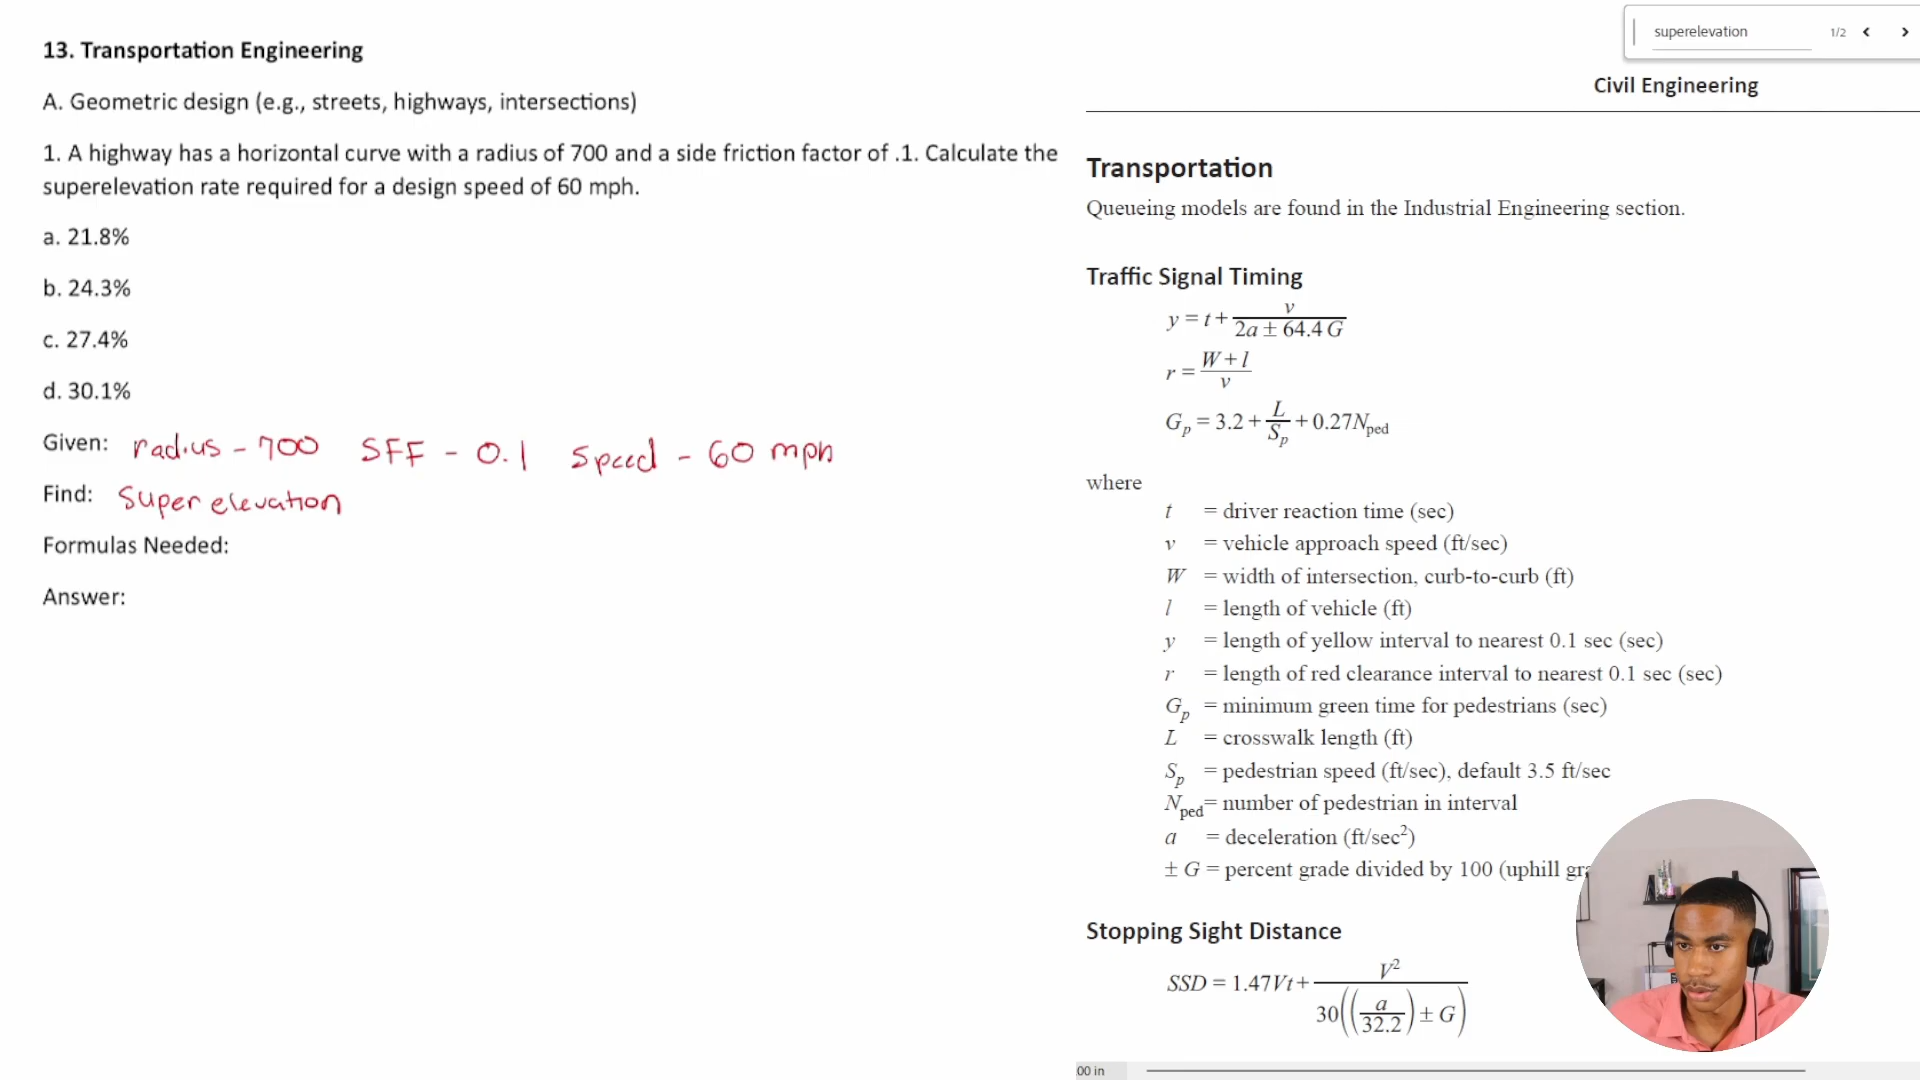 13. Transportation Engineering
A. Geometric design (e.g., streets, highways, intersections)
1. A highway has a horizontal curve with a radius of 700 and a side friction factor of .1. Calculate the
superelevation rate required for a design speed of 60 mph.
a. 21.8%
b. 24.3%
c. 27.4%
d. 30.1%
Given: radius - 700 SFF - 0.1 Speed - 60 mph
Find: Super elevation
Formulas Needed:
Answer:
superelevation 1/2
Civil Engineering
Transportation
Queueing models are found in the Industrial Engineering section.
Traffic Signal Timing
y = t + v / (2a ± 64.4 G)
r = (W + l) / v
Gp = 3.2 + L / Sp + 0.27Nped
where
t = driver reaction time (sec)
v = vehicle approach speed (ft/sec)
W = width of intersection, curb-to-curb (ft)
l = length of vehicle (ft)
y = length of yellow interval to nearest 0.1 sec (sec)
r = length of red clearance interval to nearest 0.1 sec (sec)
Gp = minimum green time for pedestrians (sec)
L = crosswalk length (ft)
Sp = pedestrian speed (ft/sec), default 3.5 ft/sec
Nped = number of pedestrian in interval
a = deceleration (ft/sec²)
± G = percent grade divided by 100 (uphill
Stopping Sight Distance
SSD = 1.47Vt + V² / 30((a / 32.2) ± G)
00 in